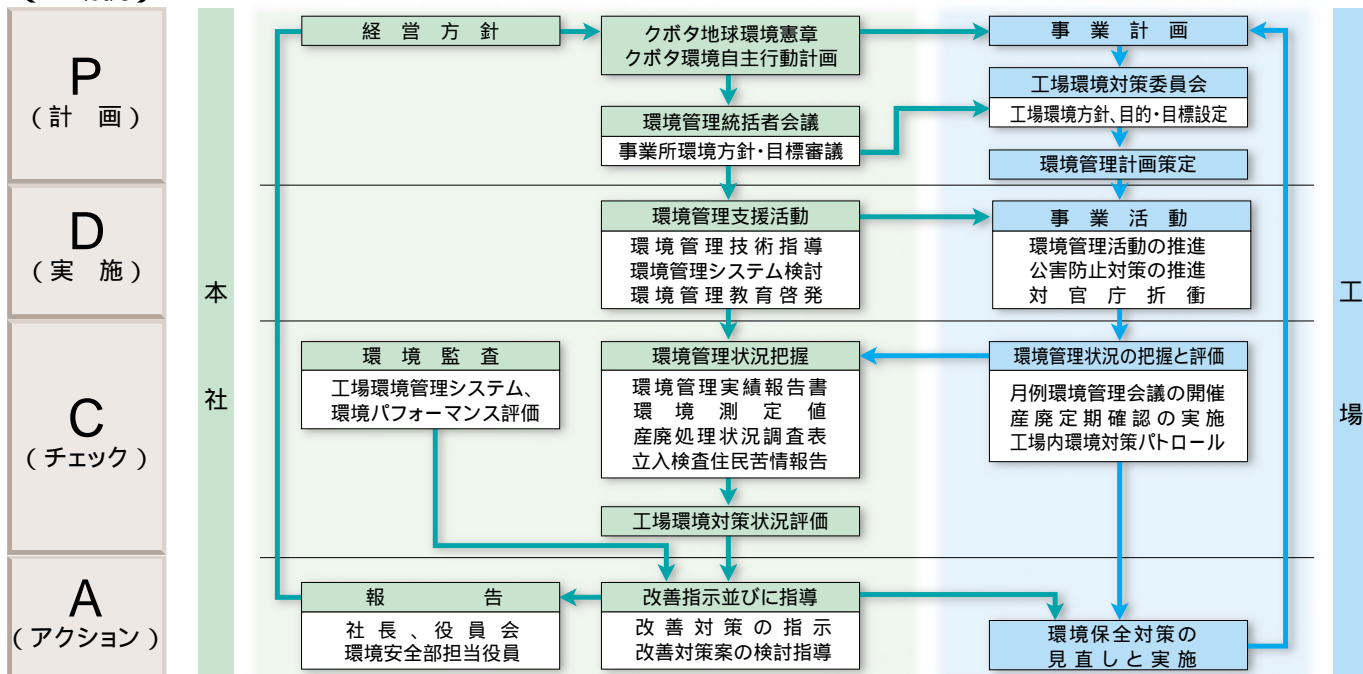 P
(計 画)
D
(実 施)
C
(チェック)
A
(アクション)
本
社
経営方針
クボタ地球環境憲章
クボタ環境自主行動計画
環境管理統括者会議
事業所環境方針・目標審議
環境管理支援活動
環境管理技術指導
環境管理システム検討
環境管理教育啓発
環境監査
工場環境管理システム、
環境パフォーマンス評価
環境管理状況把握
環境管理実績報告書
環境測定値
産廃処理状況調査表
立入検査住民苦情報告
工場環境対策状況評価
報告
社長、役員会
環境安全部担当役員
改善指示並びに指導
改善対策の指示
改善対策案の検討指導
事業計画
工場環境対策委員会
工場環境方針、目的・目標設定
環境管理計画策定
事業活動
環境管理活動の推進
公害防止対策の推進
対官庁折衝
環境管理状況の把握と評価
月例環境管理会議の開催
産廃定期確認の実施
工場内環境対策パトロール
環境保全対策の
見直しと実施
工
場